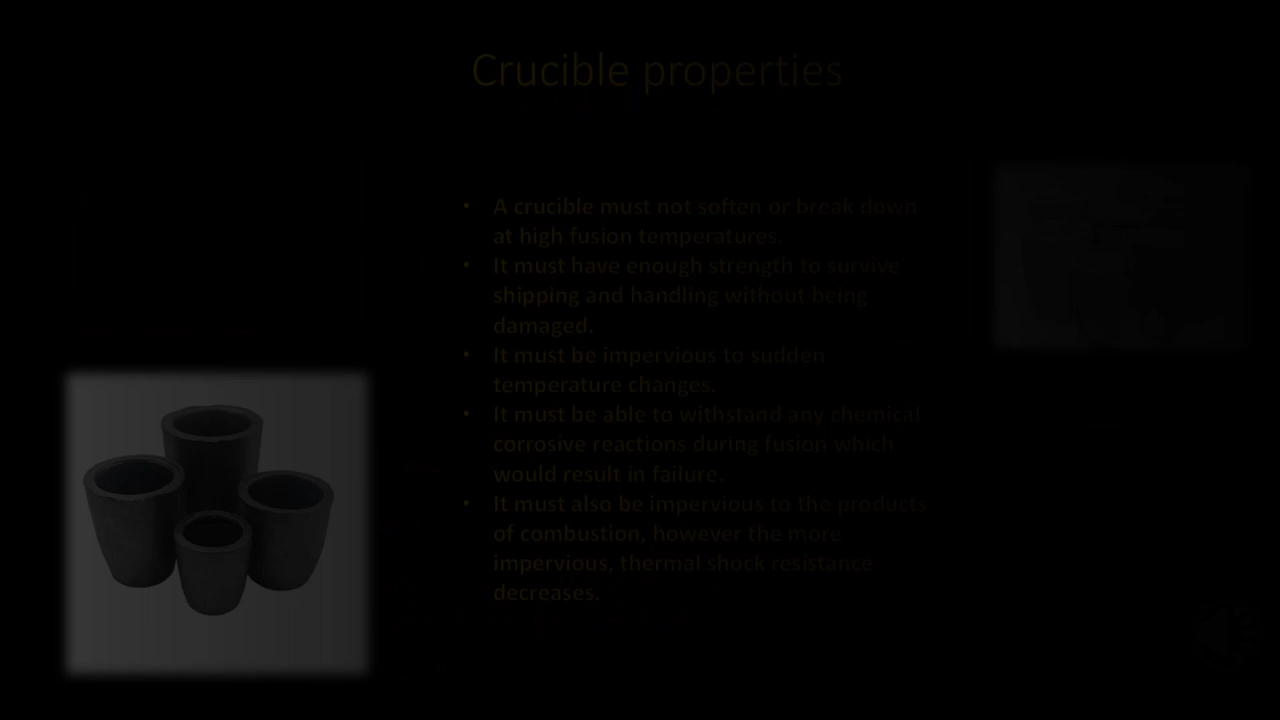 Crucible properties
• A crucible must not soften or break down
at high fusion temperatures.
• It must have enough strength to survive
shipping and handling without being
damaged.
• It must be impervious to sudden
temperature changes.
• It must be able to withstand any chemical
corrosive reactions during fusion which
would result in failure.
• It must also be impervious to the products
of combustion, however the more
impervious, thermal shock resistance
decreases.